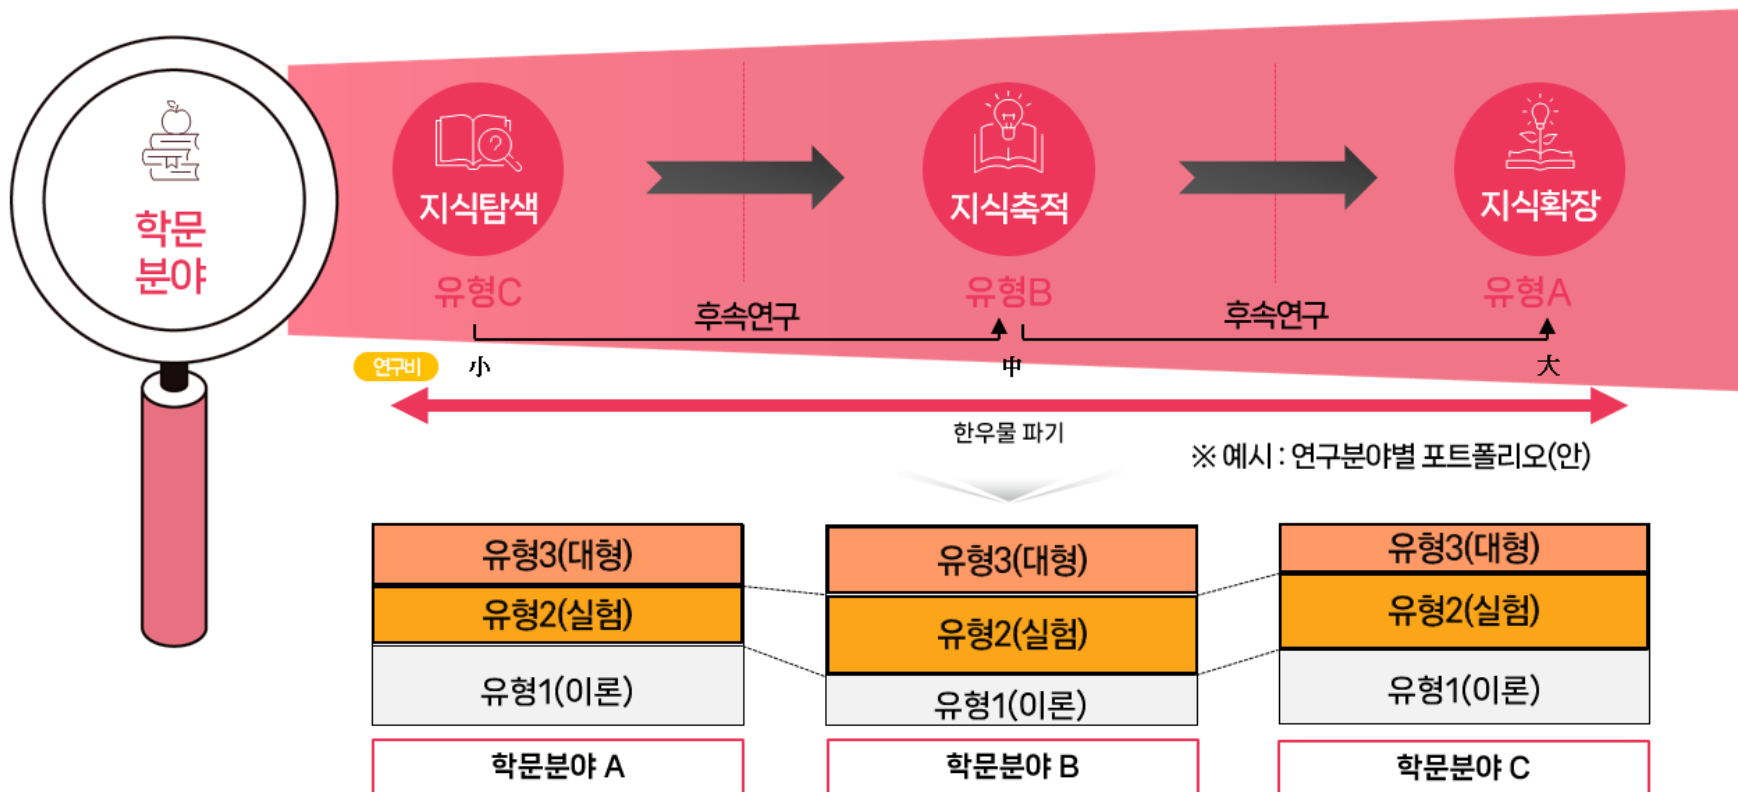 학문
분야
지식탐색
지식축적
지식확장
유형C
유형B
유형A
후속연구
후속연구
연구비
小
中
大
한우물 파기
※ 예시 : 연구분야별 포트폴리오(안)
유형3(대형)
유형2(실험)
유형1(이론)
학문분야 A
유형3(대형)
유형2(실험)
유형1(이론)
학문분야 B
유형3(대형)
유형2(실험)
유형1(이론)
학문분야 C